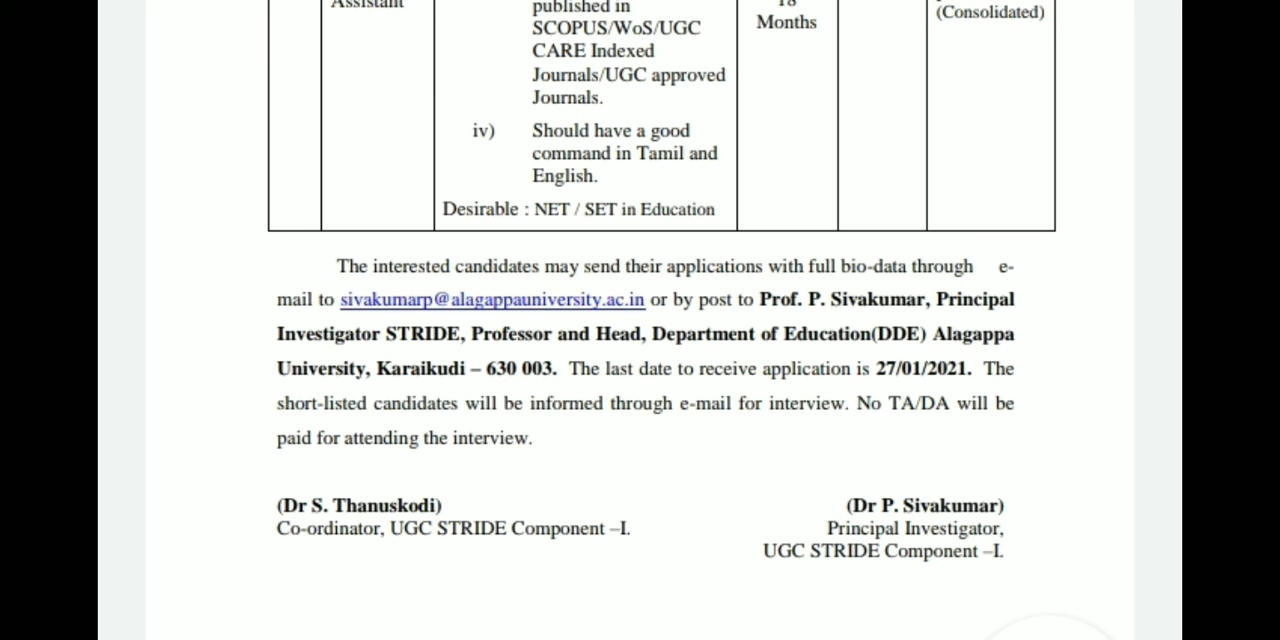 Assistant
published in
SCOPUS/WoS/UGC
CARE Indexed
Journals/UGC approved
Journals.
iv) Should have a good
command in Tamil and
English.
Desirable : NET / SET in Education
18
Months
(Consolidated)
The interested candidates may send their applications with full bio-data through e-
mail to sivakumarp@alagappauniversity.ac.in or by post to Prof. P. Sivakumar, Principal
Investigator STRIDE, Professor and Head, Department of Education(DDE) Alagappa
University, Karaikudi – 630 003. The last date to receive application is 27/01/2021. The
short-listed candidates will be informed through e-mail for interview. No TA/DA will be
paid for attending the interview.
(Dr S. Thanuskodi)
Co-ordinator, UGC STRIDE Component –I.
(Dr P. Sivakumar)
Principal Investigator,
UGC STRIDE Component –I.